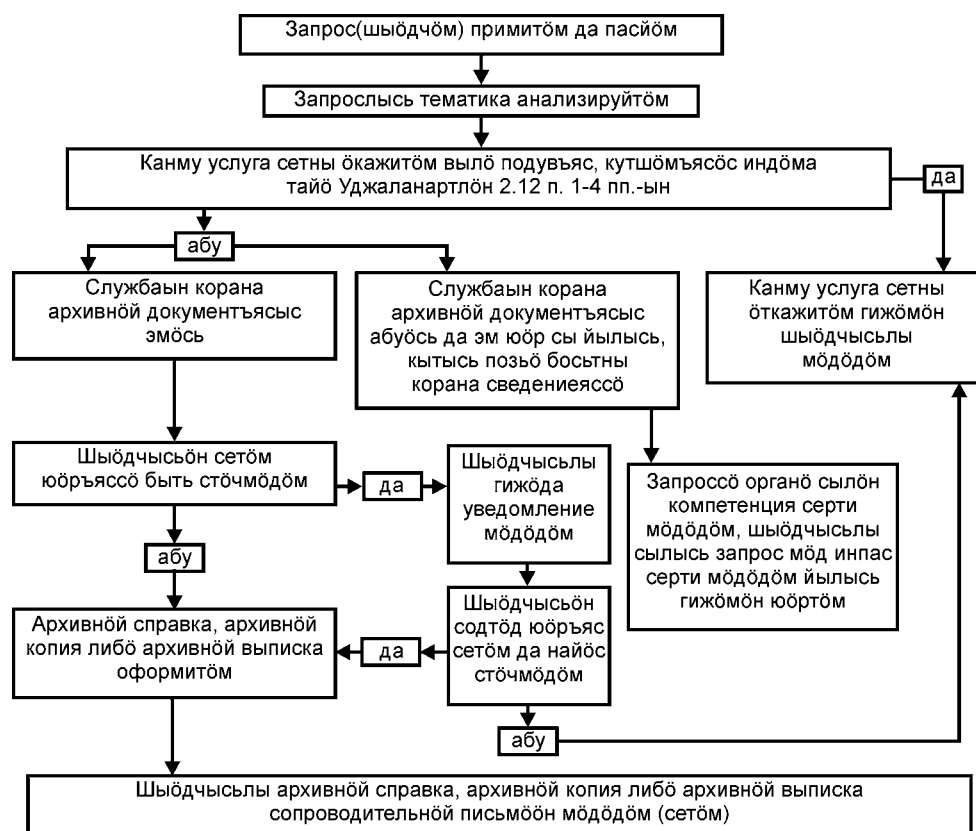 Запрос(шыӧдчӧм) примитӧм да пасйӧм
Запрослысь тематика анализируйтӧм
Канму услуга сетны ӧкажитӧм вылӧ подувъяс, кутшӧмъясӧс индӧма
тайӧ Уджаланартлӧн 2.12 п. 1-4 пп.-ын
да
абу
Службаын корана
архивнӧй документъясыс
эмӧсь
Службаын корана
архивнӧй документъясыс
абуӧсь да эм юӧр сы йылысь,
кытысь позьӧ босьтны
корана сведениеяссӧ
Канму услуга сетны
ӧткажитӧм гижӧмӧн
шыӧдчысьлы
мӧдӧдӧм
Шыӧдчысьӧн сетӧм
юӧръяссӧ быть стӧчмӧдӧм
да
Шыӧдчысьлы
гижӧда
уведомление
мӧдӧдӧм
Запроссӧ органӧ сылӧн
компетенция серти
мӧдӧдӧм, шыӧдчысьлы
сылысь запрос мӧд инпас
серти мӧдӧдӧм йылысь
гижӧмӧн юӧртӧм
абу
Архивнӧй справка, архивнӧй
копия либӧ архивнӧй выписка
оформитӧм
да
Шыӧдчысьӧн
содтӧд юӧръяс
сетӧм да найӧс
стӧчмӧдӧм
абу
Шыӧдчысьлы архивнӧй справка, архивнӧй копия либӧ архивнӧй выписка
сопроводительнӧй письмӧӧн мӧдӧдӧм (сетӧм)